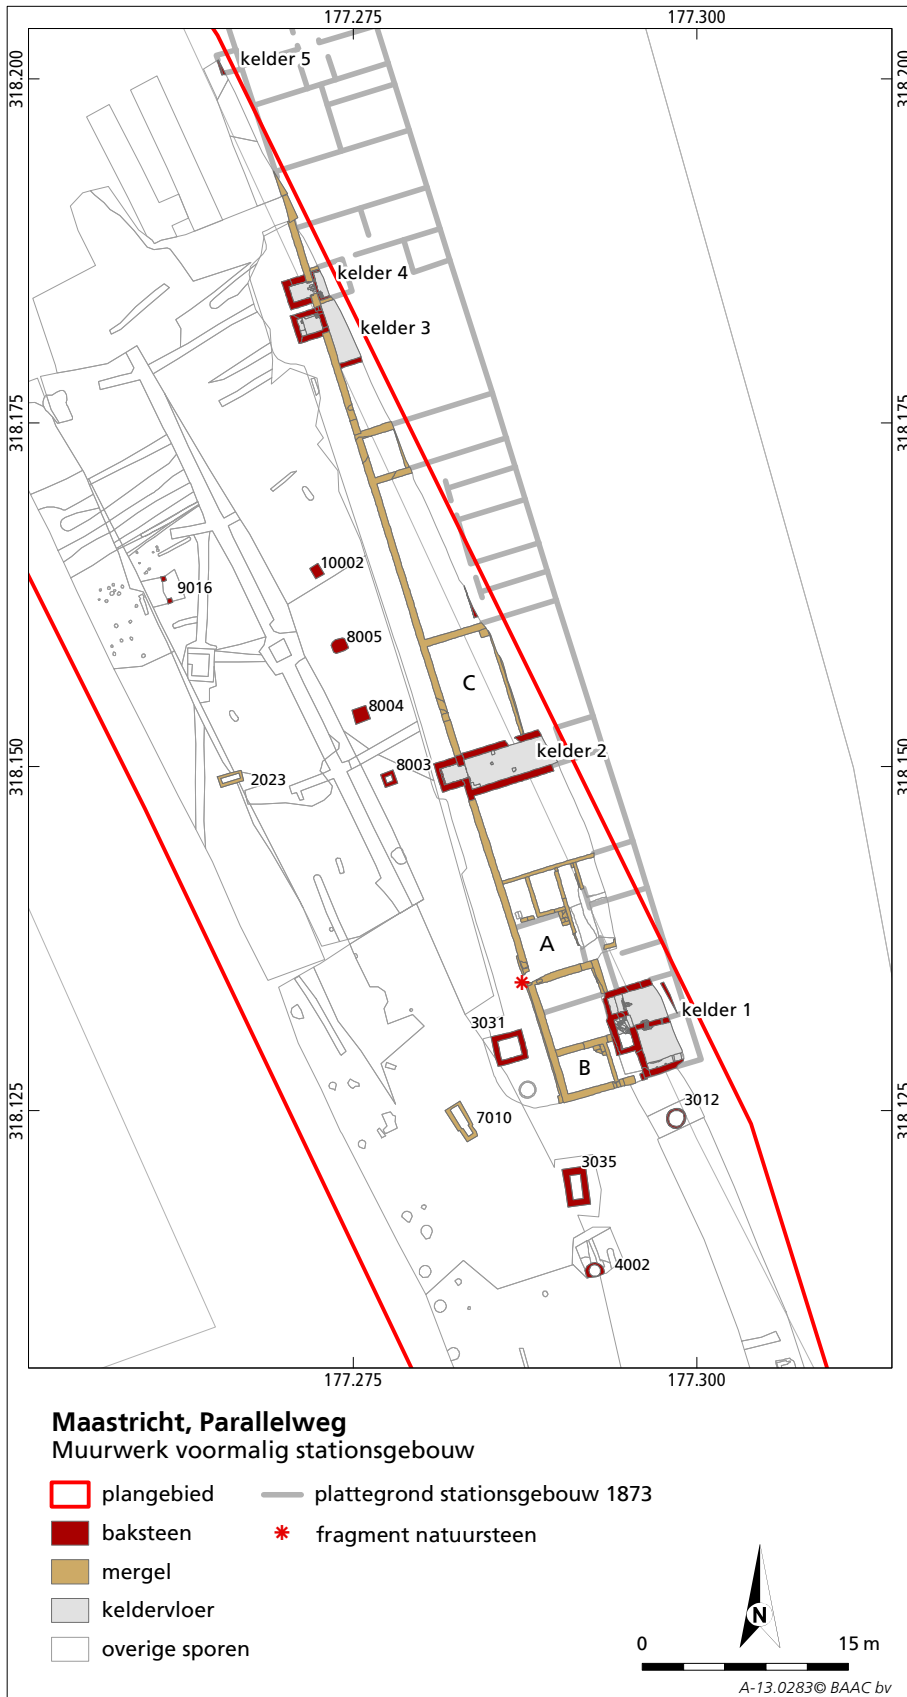 177.275 177.300
318.200 318.200
kelder 5
kelder 4
kelder 3
318.175 318.175
10002
9016
8005
C
8004
kelder 2
8003
318.150 318.150
2023
A
kelder 1
3031
B
3012
318.125 318.125
7010
3035
4002
177.275 177.300
Maastricht, Parallelweg
Muurwerk voormalig stationsgebouw
plangebied
plattegrond stationsgebouw 1873
baksteen
fragment natuursteen
mergel
keldervloer
overige sporen
N
0 15 m
A-13.0283© BAAC bv